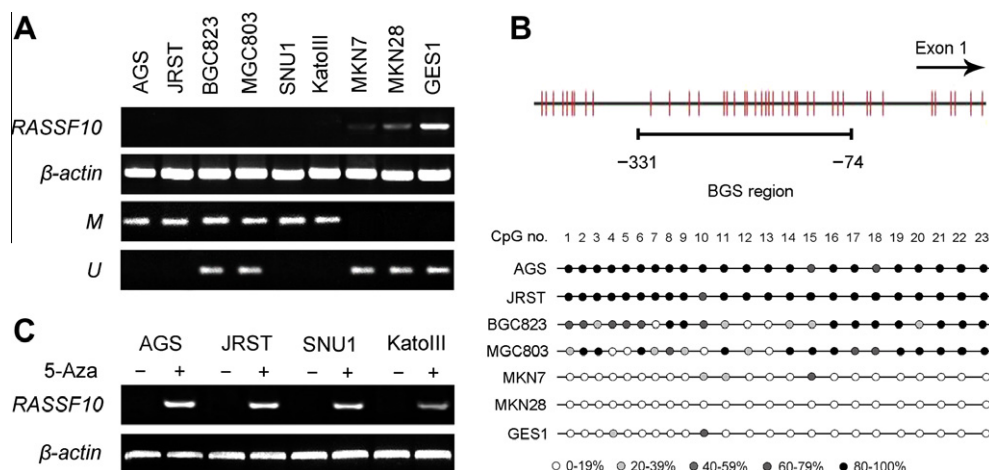 A
AGS JRST BGC823 MGC803 SNU1 KatoIII MKN7 MKN28 GES1
RASSF10
β-actin
M
U
B
Exon 1
−331 −74
BGS region
CpG no. 1 2 3 4 5 6 7 8 9 10 11 12 13 14 15 16 17 18 19 20 21 22 23
AGS
JRST
BGC823
MGC803
MKN7
MKN28
GES1
0-19% 20-39% 40-59% 60-79% 80-100%
C
AGS JRST SNU1 KatoIII
5-Aza − + − + − + − +
RASSF10
β-actin